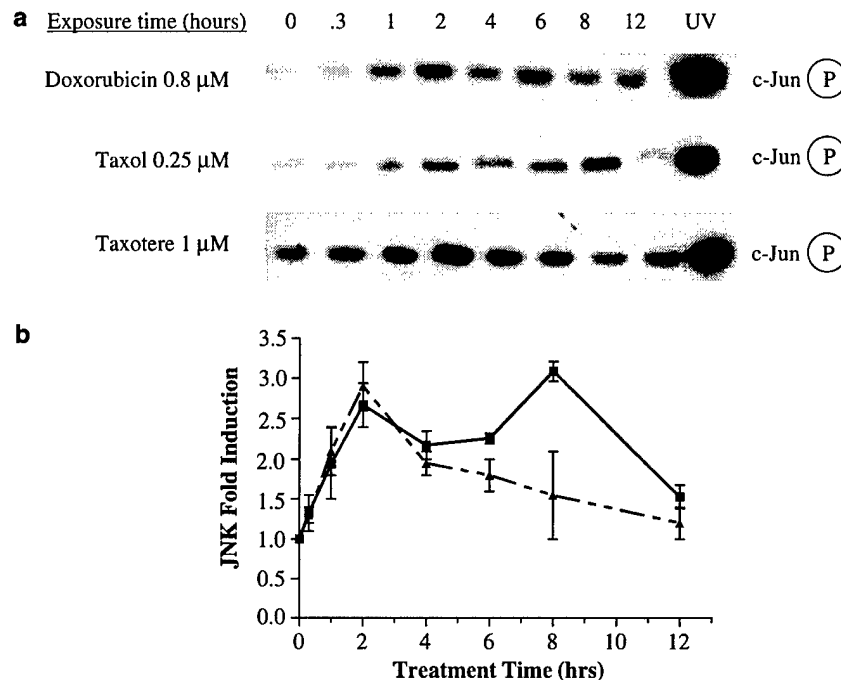 a
Exposure time (hours) 0 .3 1 2 4 6 8 12 UV
Doxorubicin 0.8 μM c-Jun P
Taxol 0.25 μM c-Jun P
Taxotere 1 μM c-Jun P
b
JNK Fold Induction
3.5
3.0
2.5
2.0
1.5
1.0
0.5
0.0
0 2 4 6 8 10 12
Treatment Time (hrs)